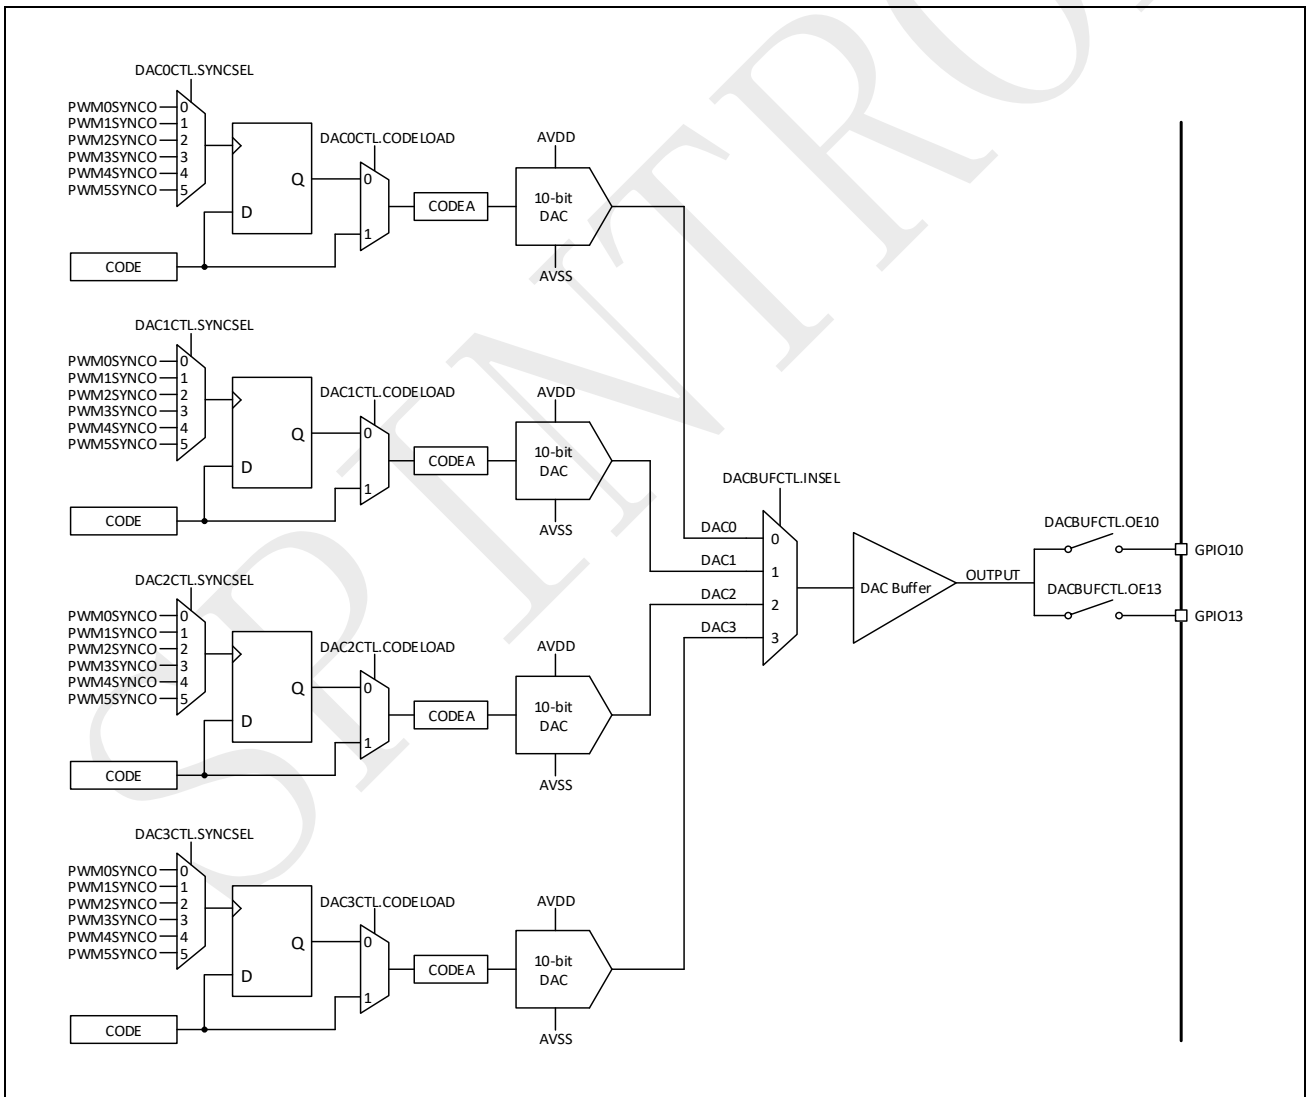 DAC0CTL.SYNCSEL
PWM0SYNCO 0
PWM1SYNCO 1
PWM2SYNCO 2
PWM3SYNCO 3
PWM4SYNCO 4
PWM5SYNCO 5
D
Q
DAC0CTL.CODELOAD
0
1
CODE
CODEA
AVDD
10-bit
DAC
AVSS
DAC1CTL.SYNCSEL
PWM0SYNCO 0
PWM1SYNCO 1
PWM2SYNCO 2
PWM3SYNCO 3
PWM4SYNCO 4
PWM5SYNCO 5
D
Q
DAC1CTL.CODELOAD
0
1
CODE
CODEA
AVDD
10-bit
DAC
AVSS
DAC2CTL.SYNCSEL
PWM0SYNCO 0
PWM1SYNCO 1
PWM2SYNCO 2
PWM3SYNCO 3
PWM4SYNCO 4
PWM5SYNCO 5
D
Q
DAC2CTL.CODELOAD
0
1
CODE
CODEA
AVDD
10-bit
DAC
AVSS
DAC3CTL.SYNCSEL
PWM0SYNCO 0
PWM1SYNCO 1
PWM2SYNCO 2
PWM3SYNCO 3
PWM4SYNCO 4
PWM5SYNCO 5
D
Q
DAC3CTL.CODELOAD
0
1
CODE
CODEA
AVDD
10-bit
DAC
AVSS
DACBUFCTL.INSEL
DAC0 0
DAC1 1
DAC2 2
DAC3 3
DAC Buffer
OUTPUT
DACBUFCTL.OE10
GPIO10
DACBUFCTL.OE13
GPIO13
SPINTRO